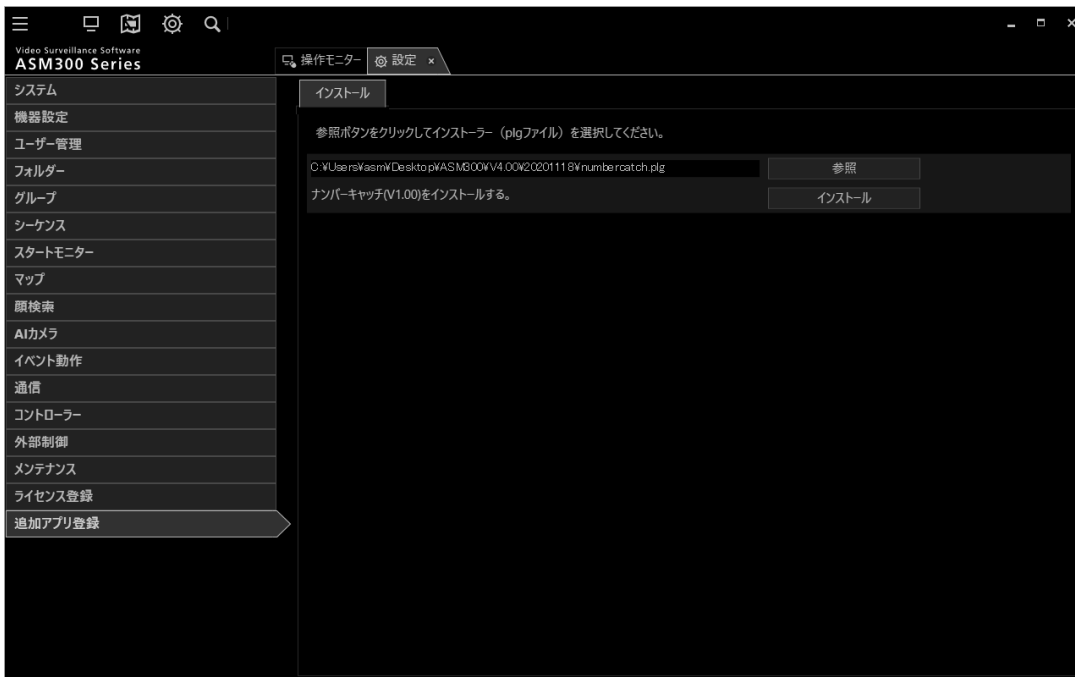 Video Surveillance Software
ASM300 Series
操作モニター
設定
システム
機器設定
ユーザー管理
フォルダー
グループ
シーケンス
スタートモニター
マップ
顔検索
AIカメラ
イベント動作
通信
コントローラー
外部制御
メンテナンス
ライセンス登録
追加アプリ登録
インストール
参照ボタンをクリックしてインストーラー（plgファイル）を選択してください。
C:¥Users¥asm¥Desktop¥ASM300¥V4.00¥20201118¥numbercatch.plg
参照
ナンバーキャッチ(V1.00)をインストールする。
インストール